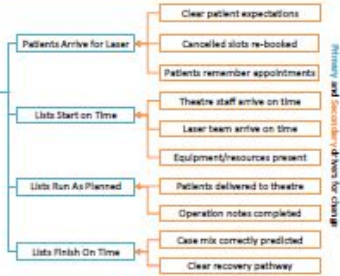 Patients Arrive for Laser
Clear patient expectations
Cancelled slots re-booked
Patients remember appointments
Lists Start on Time
Theatre staff arrive on time
Laser team arrive on time
Equipment/resources present
Lists Run As Planned
Patients delivered to theatre
Operation notes completed
Lists Finish On Time
Case mix correctly predicted
Clear recovery pathway
Primary and Secondary drivers for change